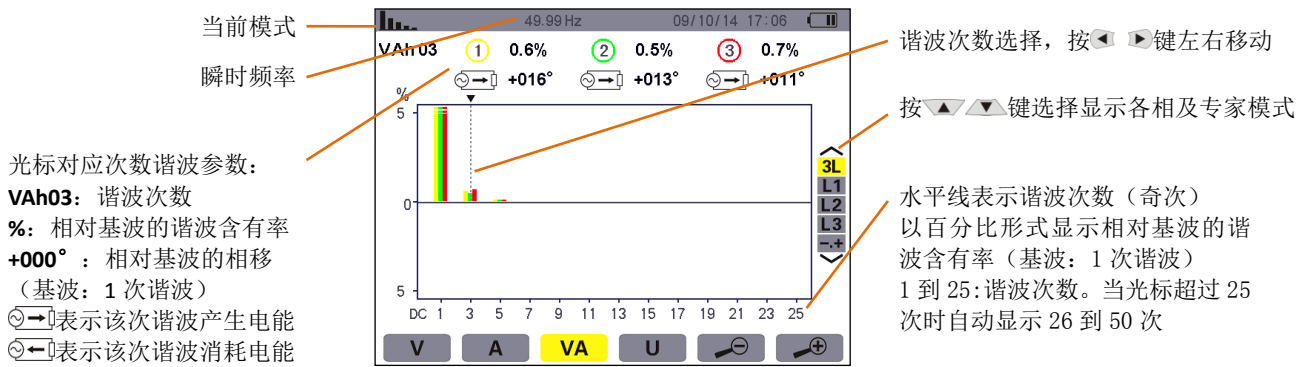 当前模式
瞬时频率
光标对应次数谐波参数：
VAh03：谐波次数
%：相对基波的谐波含有率
+000°：相对基波的相移
（基波：1 次谐波）
表示该次谐波产生电能
表示该次谐波消耗电能
49.99 Hz 09/10/14 17:06
VAh 03 1 0.6% 2 0.5% 3 0.7%
+016° +013° +011°
%
5
0
5
3L
L1
L2
L3
-.+
DC 1 3 5 7 9 11 13 15 17 19 21 23 25
V A VA U
谐波次数选择，按 键左右移动
按 键选择显示各相及专家模式
水平线表示谐波次数（奇次）
以百分比形式显示相对基波的谐
波含有率（基波：1 次谐波）
1 到 25:谐波次数。当光标超过 25
次时自动显示 26 到 50 次